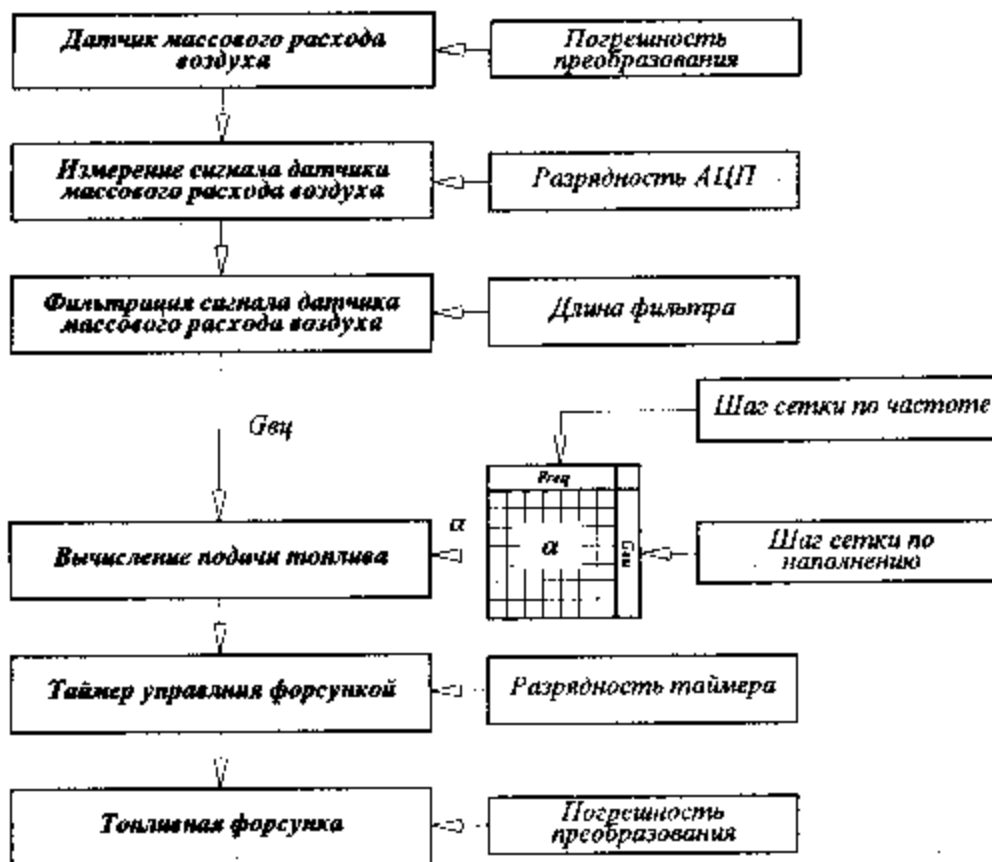 Датчик массового расхода
воздуха
Погрешность
преобразования
Измерение сигнала датчики
массового расхода воздуха
Разрядность АЦП
Фильтрация сигнала датчика
массового расхода воздуха
Длина фильтра
Gвц
Шаг сетки по частоте
Freq
α
α
Шаг сетки по
наполнению
Вычисление подачи топлива
Таймер управлния форсункой
Разрядность таймера
Топливная форсунка
Погрешность
преобразования